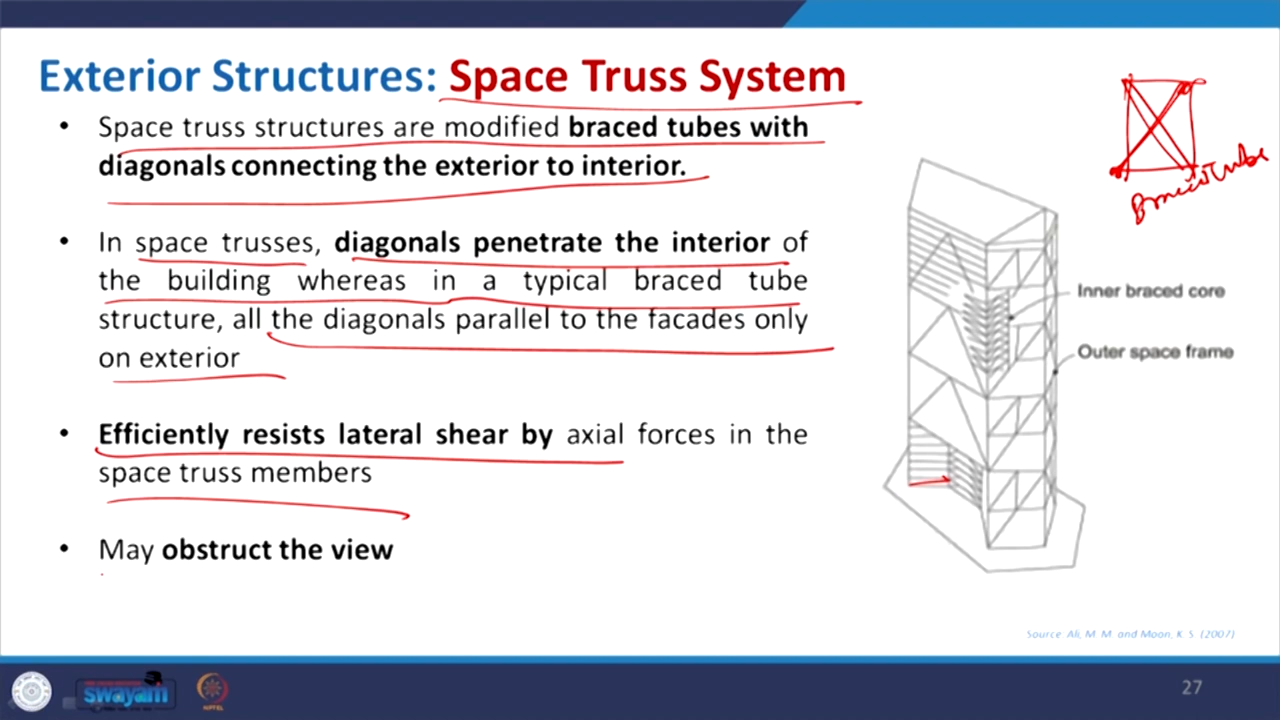 Exterior Structures: Space Truss System
• Space truss structures are modified braced tubes with
diagonals connecting the exterior to interior.
• In space trusses, diagonals penetrate the interior of
the building whereas in a typical braced tube
structure, all the diagonals parallel to the facades only
on exterior
• Efficiently resists lateral shear by axial forces in the
space truss members
• May obstruct the view
Braced Tube
Inner braced core
Outer space frame
Source: Ali, M. M. and Moon, K. S. (2007)
swayam
NPTEL
27